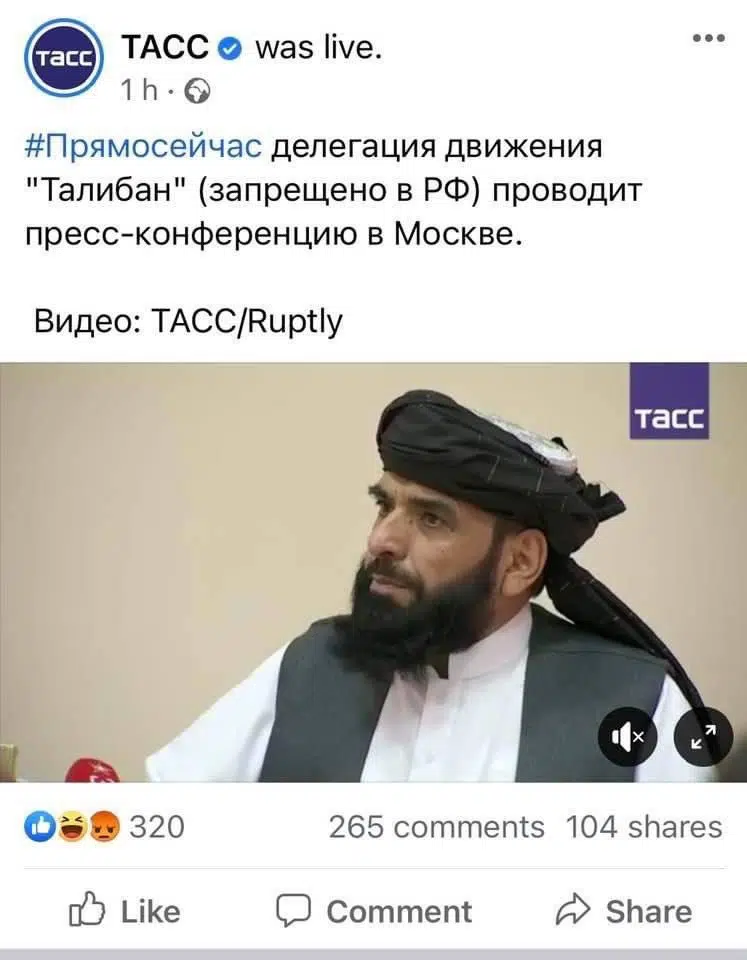 тасс
ТАСС was live.
1 h ·
#Прямосейчас делегация движения
"Талибан" (запрещено в РФ) проводит
пресс-конференцию в Москве.
Видео: ТАСС/Ruptly
тасс
320
265 comments 104 shares
Like Comment Share